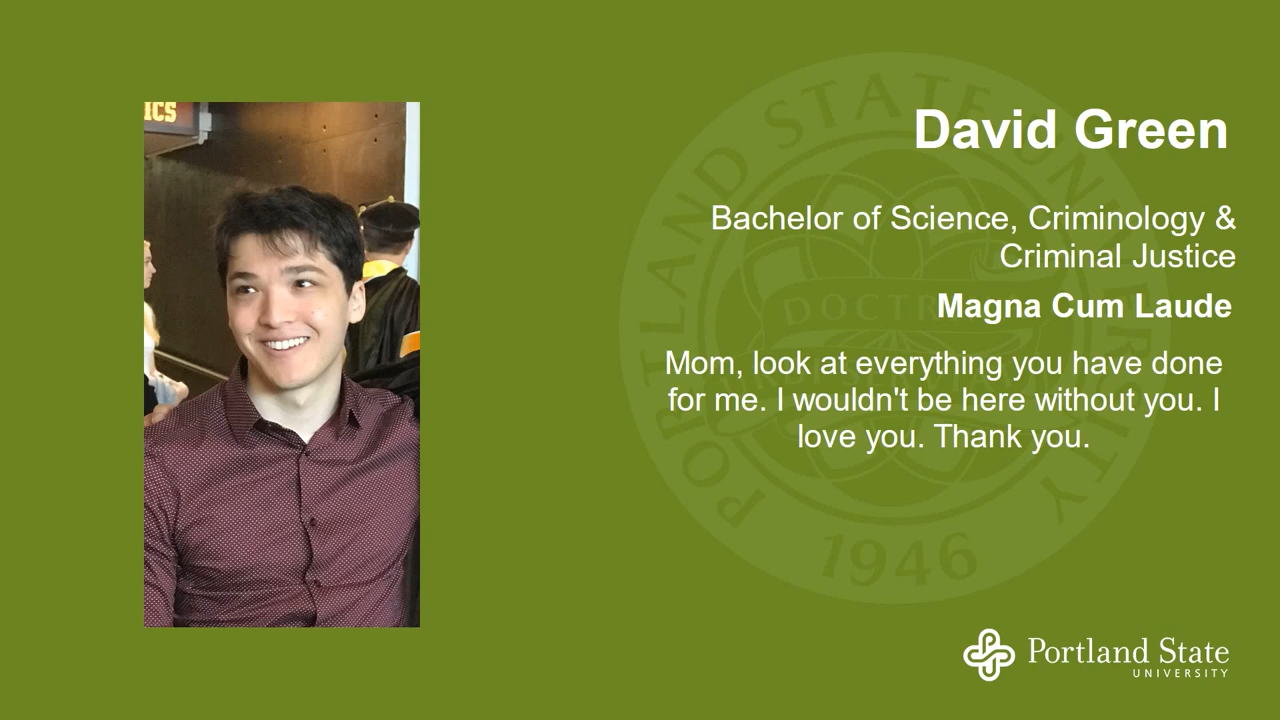 ICS
David Green
Bachelor of Science, Criminology &
Criminal Justice
Magna Cum Laude
Mom, look at everything you have done
for me. I wouldn't be here without you. I
love you. Thank you.
PORTLAND STATE UNIVERSITY
1946
Portland State
UNIVERSITY